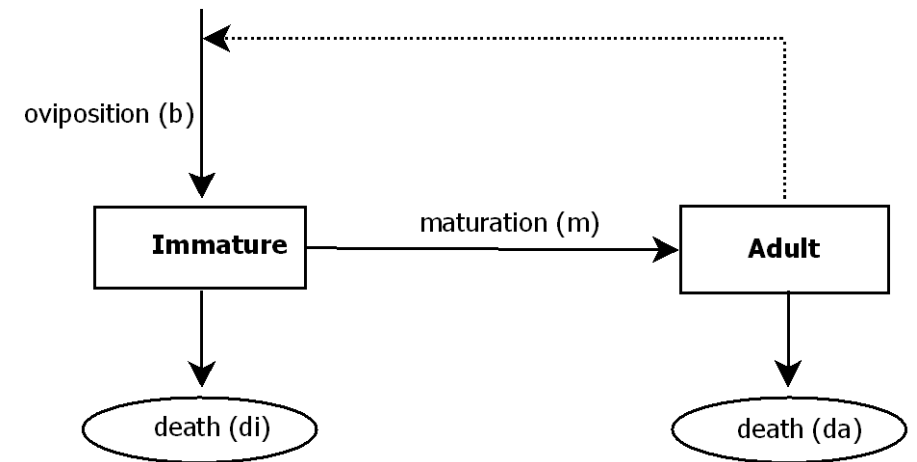 oviposition (b)
maturation (m)
Immature
Adult
death (di)
death (da)